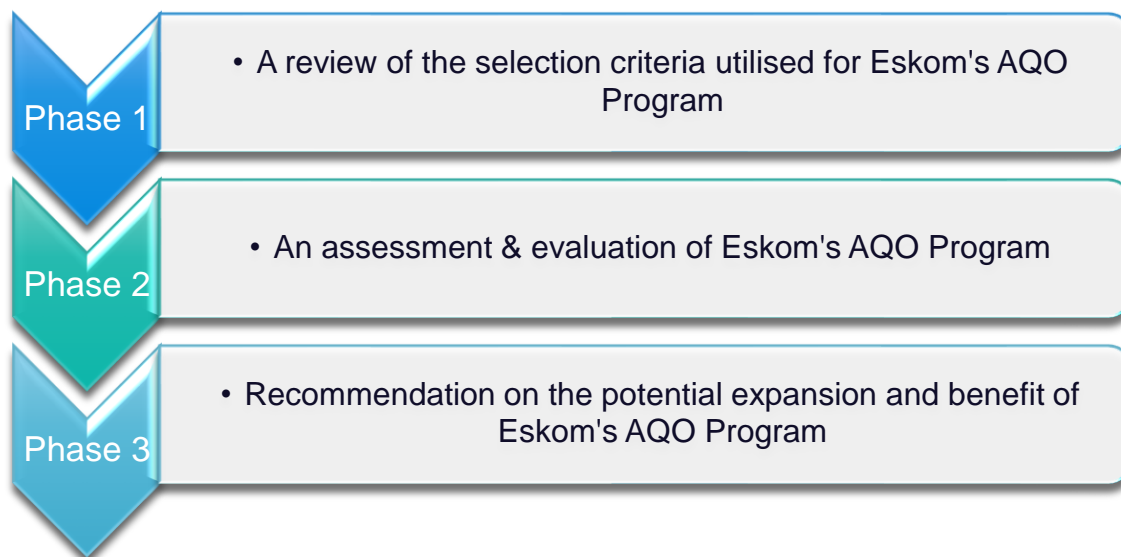 Phase 1
• A review of the selection criteria utilised for Eskom's AQO
Program
Phase 2
• An assessment & evaluation of Eskom's AQO Program
Phase 3
• Recommendation on the potential expansion and benefit of
Eskom's AQO Program